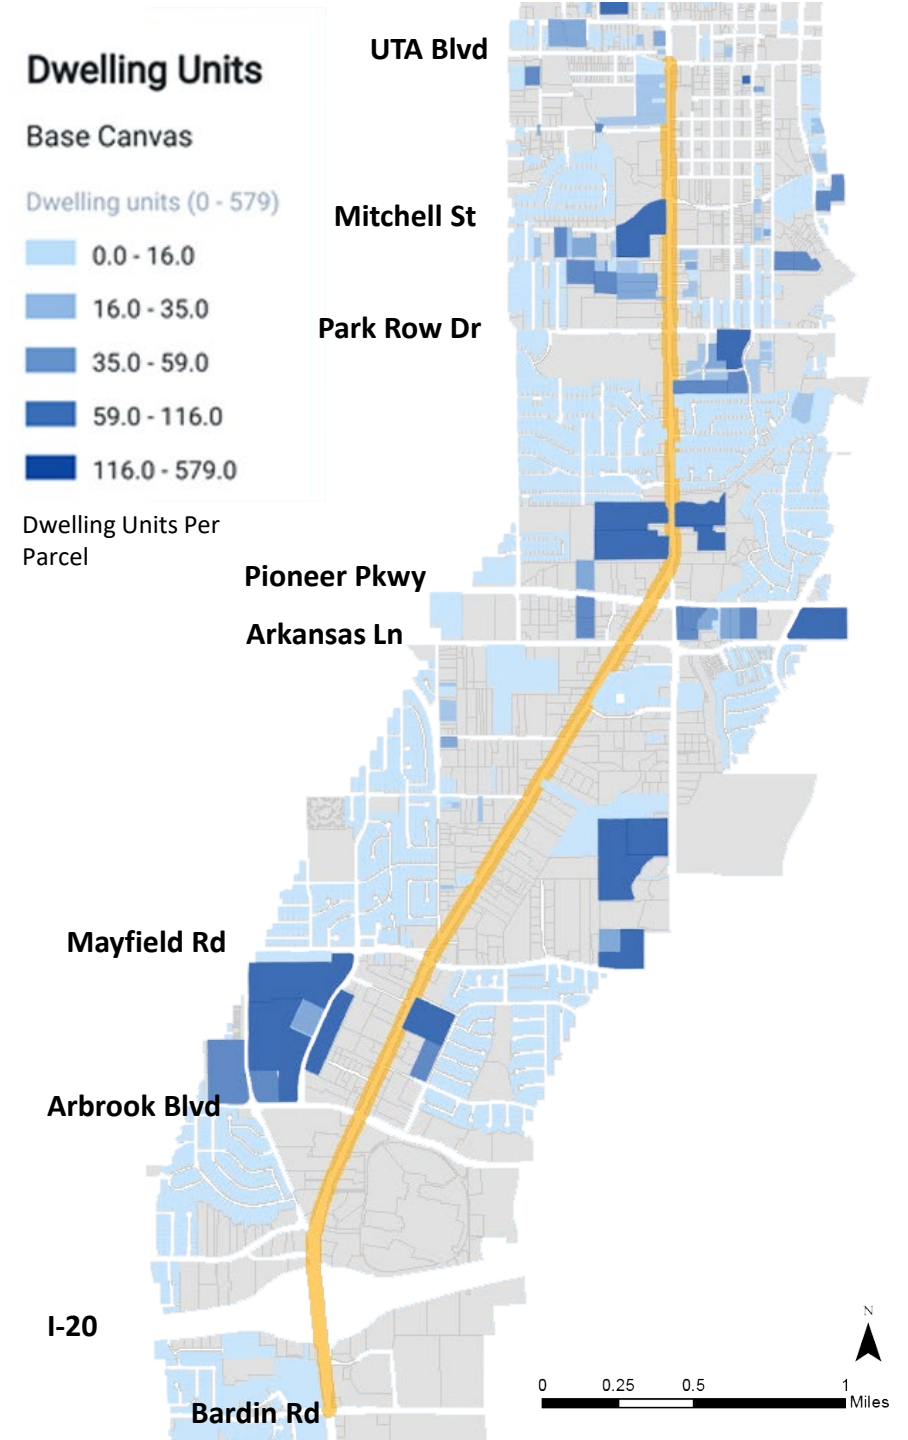 Dwelling Units
Base Canvas
Dwelling units (0 - 579)
0.0 - 16.0
16.0 - 35.0
35.0 - 59.0
59.0 - 116.0
116.0 - 579.0
Dwelling Units Per
Parcel
UTA Blvd
Mitchell St
Park Row Dr
Pioneer Pkwy
Arkansas Ln
Mayfield Rd
Arbrook Blvd
I-20
Bardin Rd
N
0 0.25 0.5 1
Miles